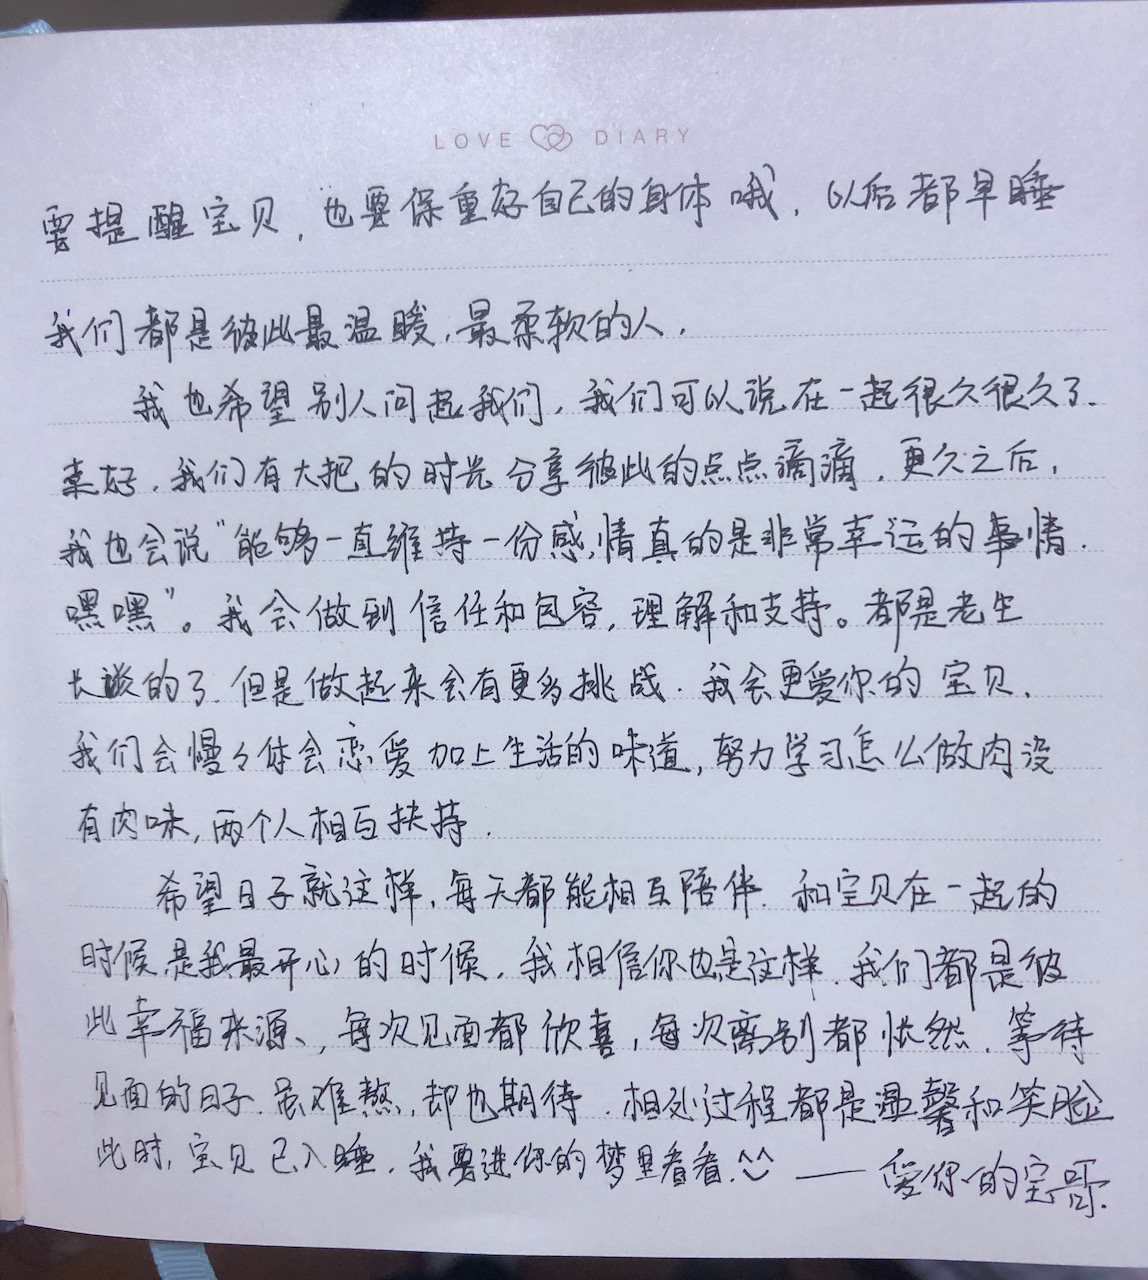 LOVE DIARY
要提醒宝贝，也要保重好自己的身体哦，以后都早睡
我们都是彼此最温暖，最柔软的人．
我也希望别人问起我们，我们可以说在一起很久很久了．
真好．我们有大把的时光分享彼此的点点滴滴．更久之后，
我也会说“能够一直维持一份感情真的是非常幸运的事情．
嘿嘿”。我会做到信任和包容，理解和支持。都是老生
长谈的了．但是做起来会有更多挑战．我会更爱你的宝贝．
我们会慢々体会恋爱加上生活的味道，努力学习怎么做肉没
有肉味，两个人相互扶持．
希望日子就这样，每天都能相互陪伴．和宝贝在一起的
时候是我最开心的时候．我相信你也是这样．我们都是彼
此幸福来源、，每次见面都欣喜，每次离别都怅然．等待
见面的日子．虽难熬，却也期待．相处过程都是温馨和笑脸
此时，宝贝已入睡．我要进你的梦里看看．^^ ——爱你的宝哥．